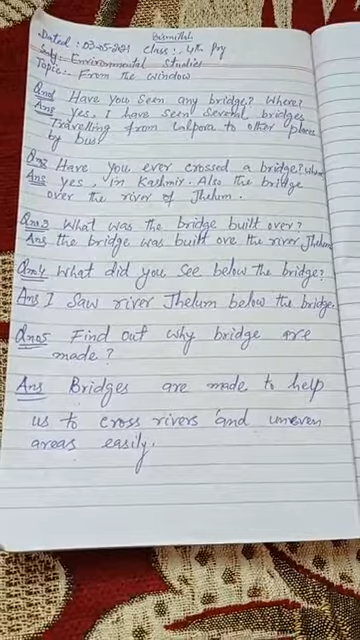 Bismillah
Dated :03-05-2021 Class:- 4th Pry
Sub:- Environmental Studies
Topic:- From the window
Qno1 Have you Seen any bridge? Where?
Ans yes, I have seen several bridges
Travelling from Lalpora to other places
by bus
Qno2 Have you ever crossed a bridge? where
Ans yes, in Kashmir. Also the bridge
over the river of Jhelum.
Qno3 What was the bridge built over?
Ans the bridge was built ove the river Jhelum
Qno4 What did you see below the bridge?
Ans I Saw river Jhelum below the bridge
Qno5 Find out why bridge are
made?
Ans Bridges are made to help
us to cross rivers and uneven
areas easily.